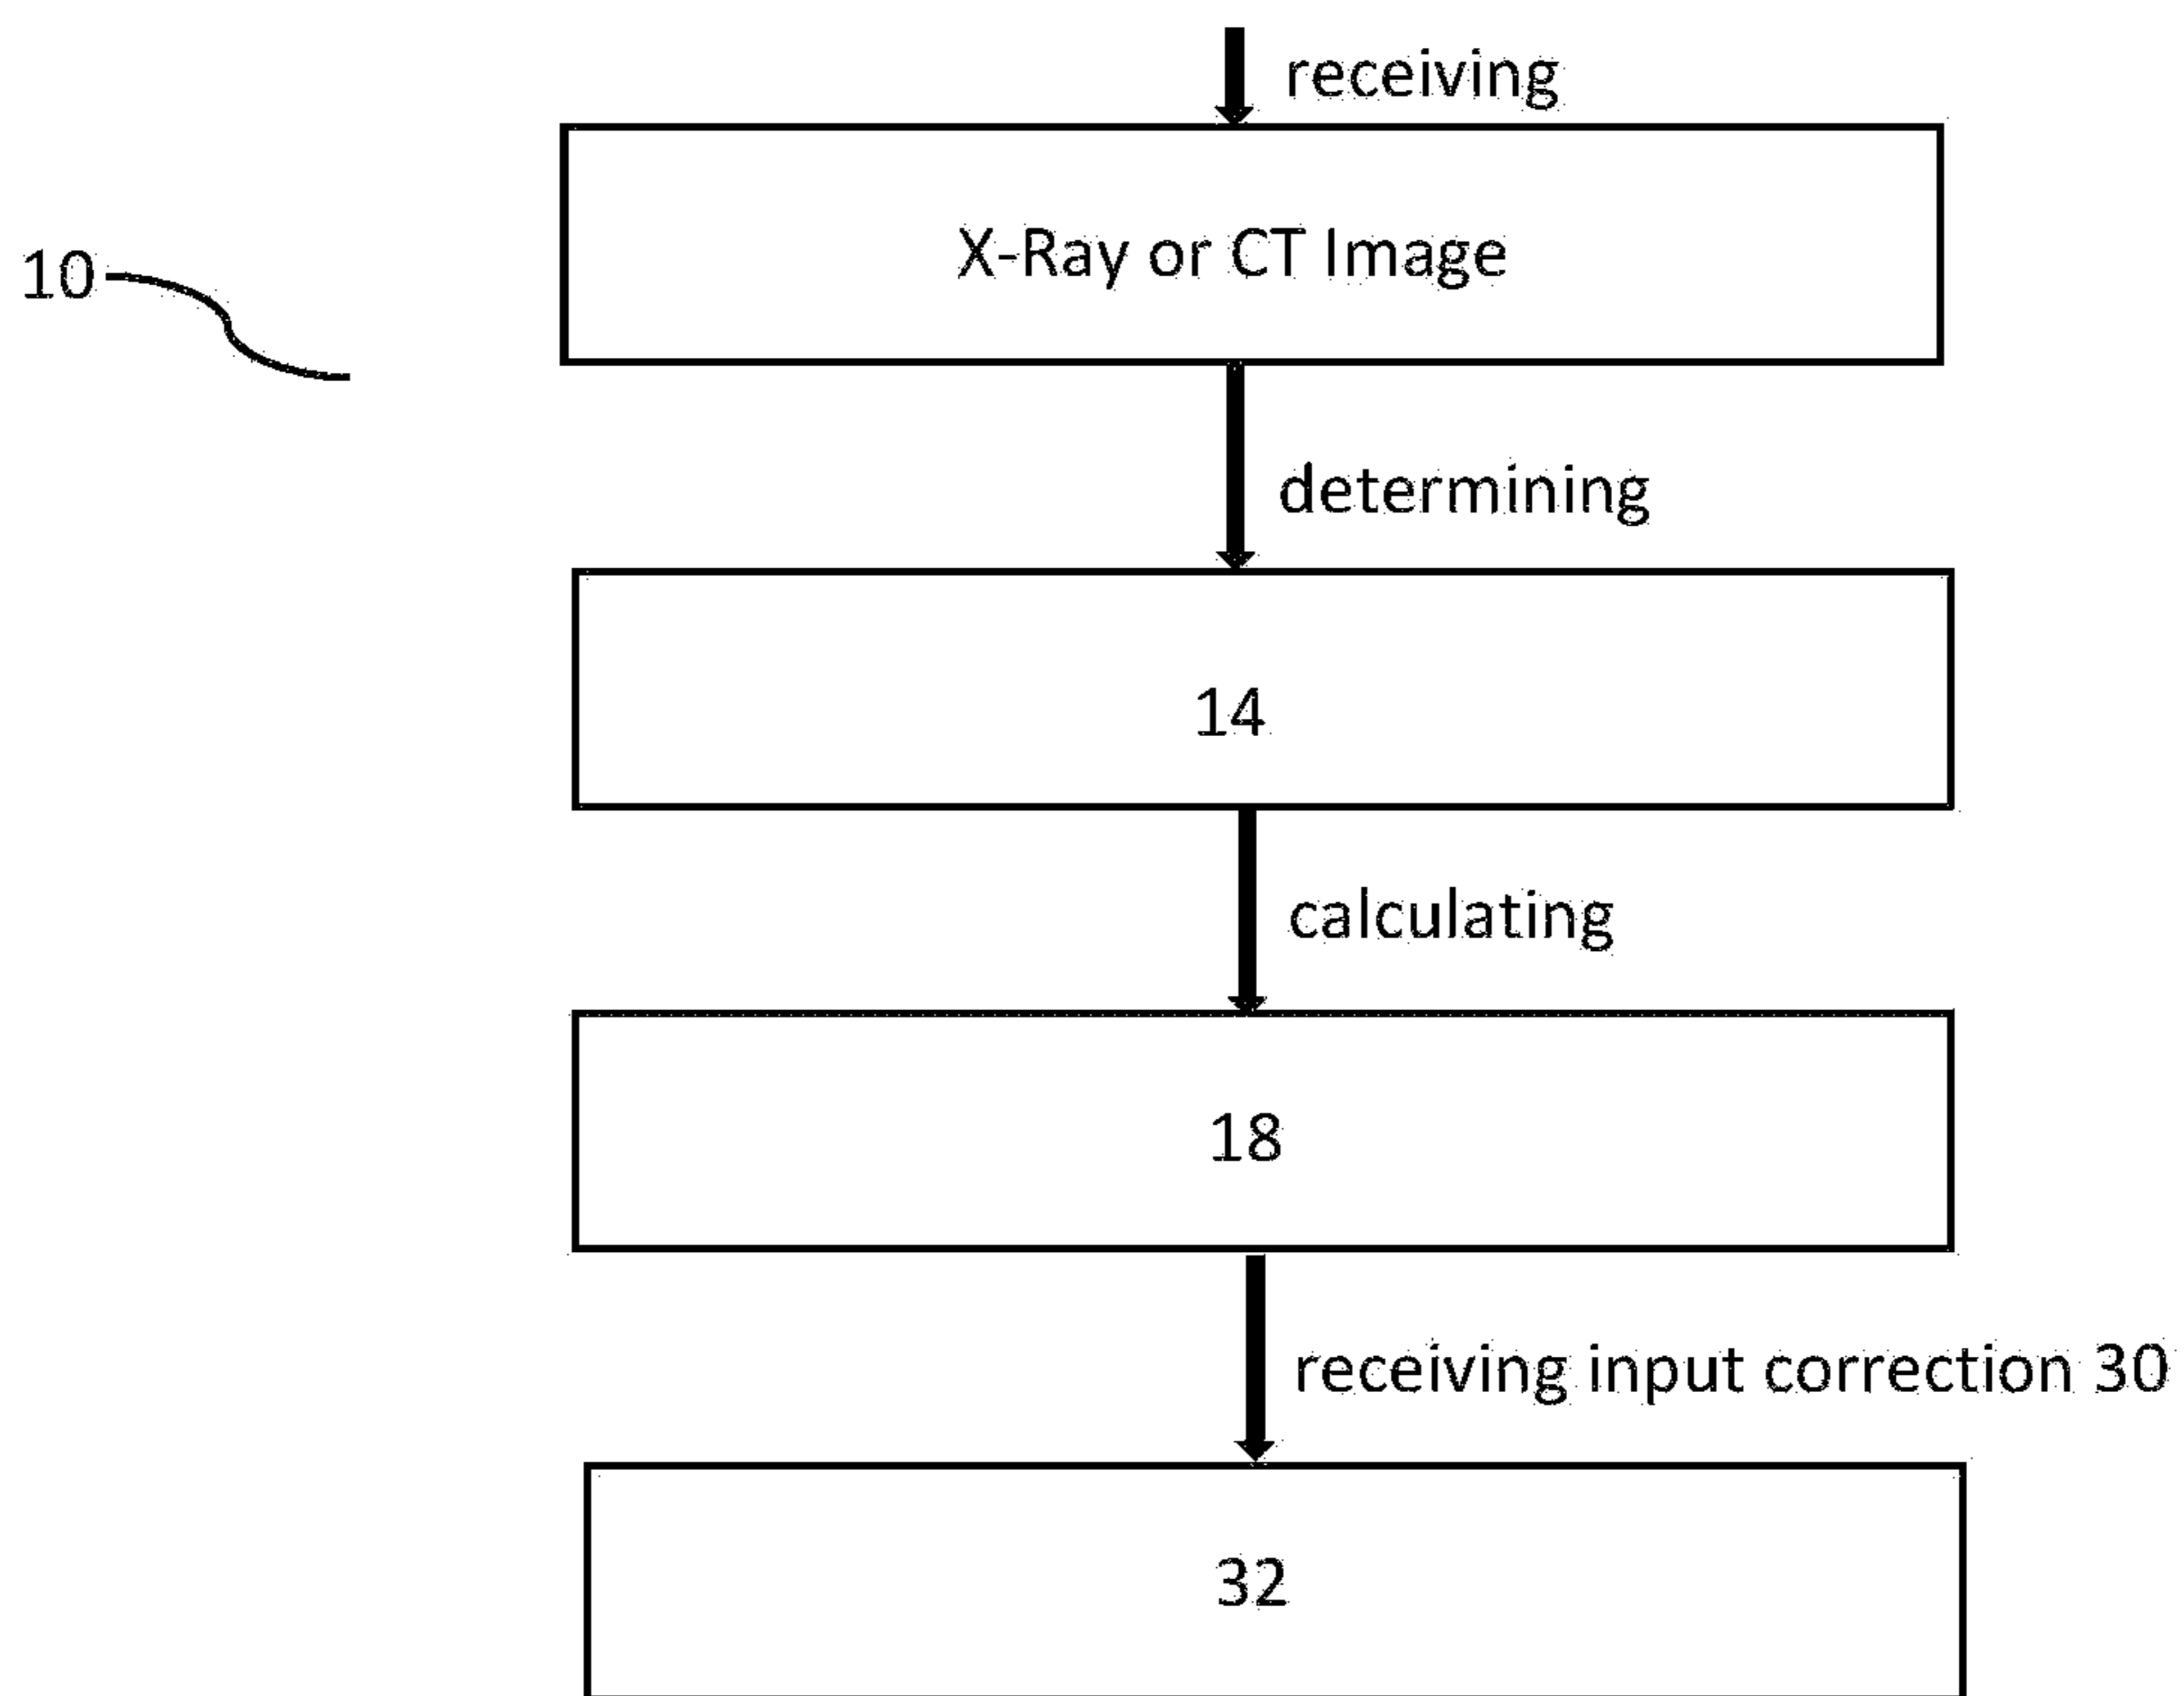 receiving
X-Ray or CT Image
10
determining
14
calculating
18
receiving input correction 30
32